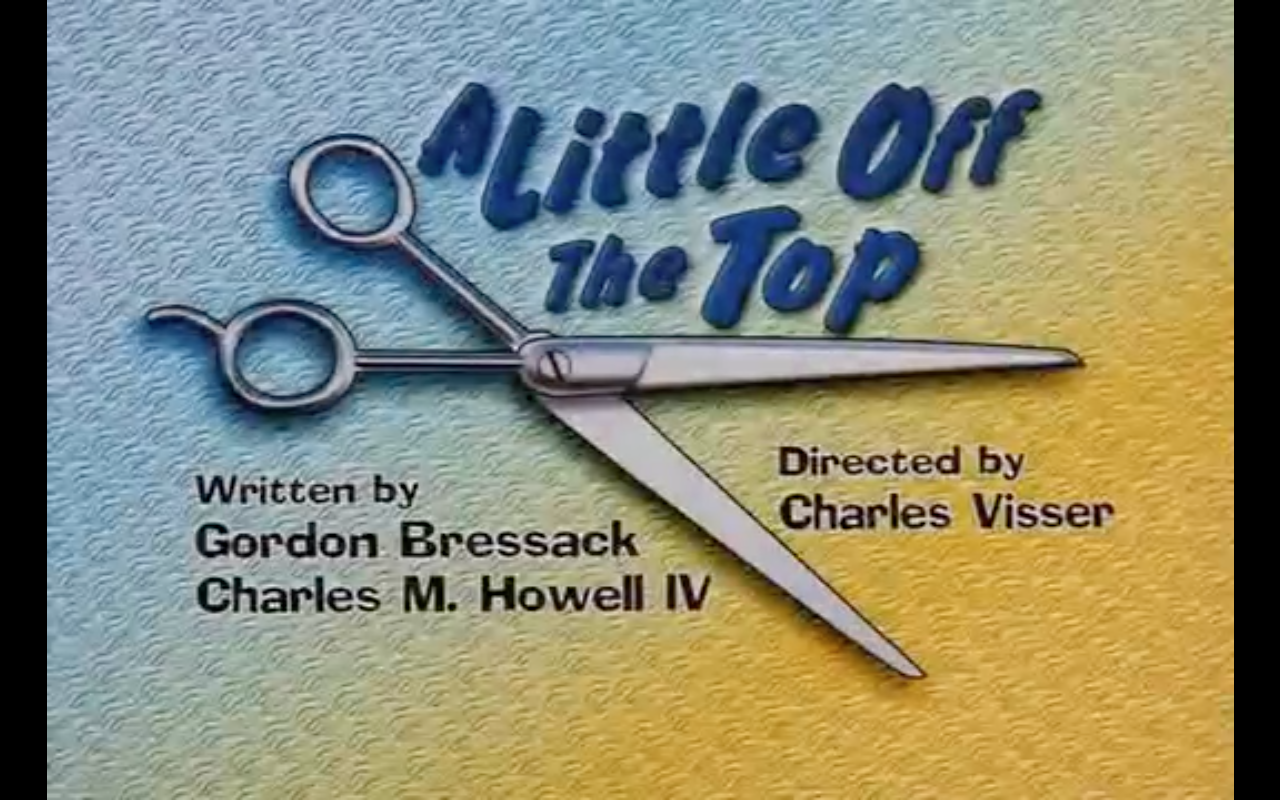 A Little Off
The Top
Written by
Gordon Bressack
Charles M. Howell IV
Directed by
Charles Visser